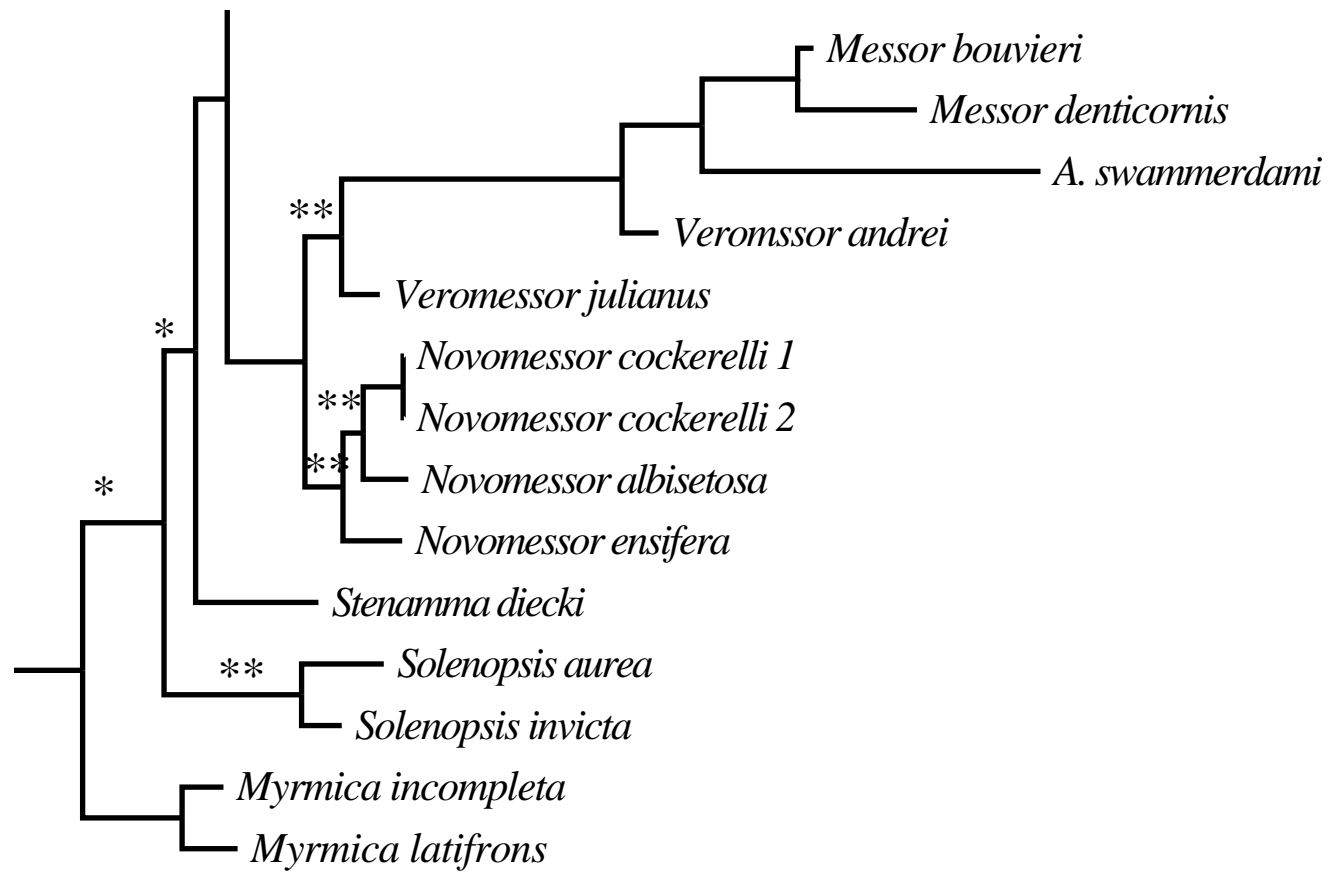 Messor bouvieri
Messor denticornis
A. swammerdami
**
Veromssor andrei
Veromessor julianus
*
Novomessor cockerelli 1
**
Novomessor cockerelli 2
**
Novomessor albisetosa
*
Novomessor ensifera
Stenamma diecki
**
Solenopsis aurea
Solenopsis invicta
Myrmica incompleta
Myrmica latifrons